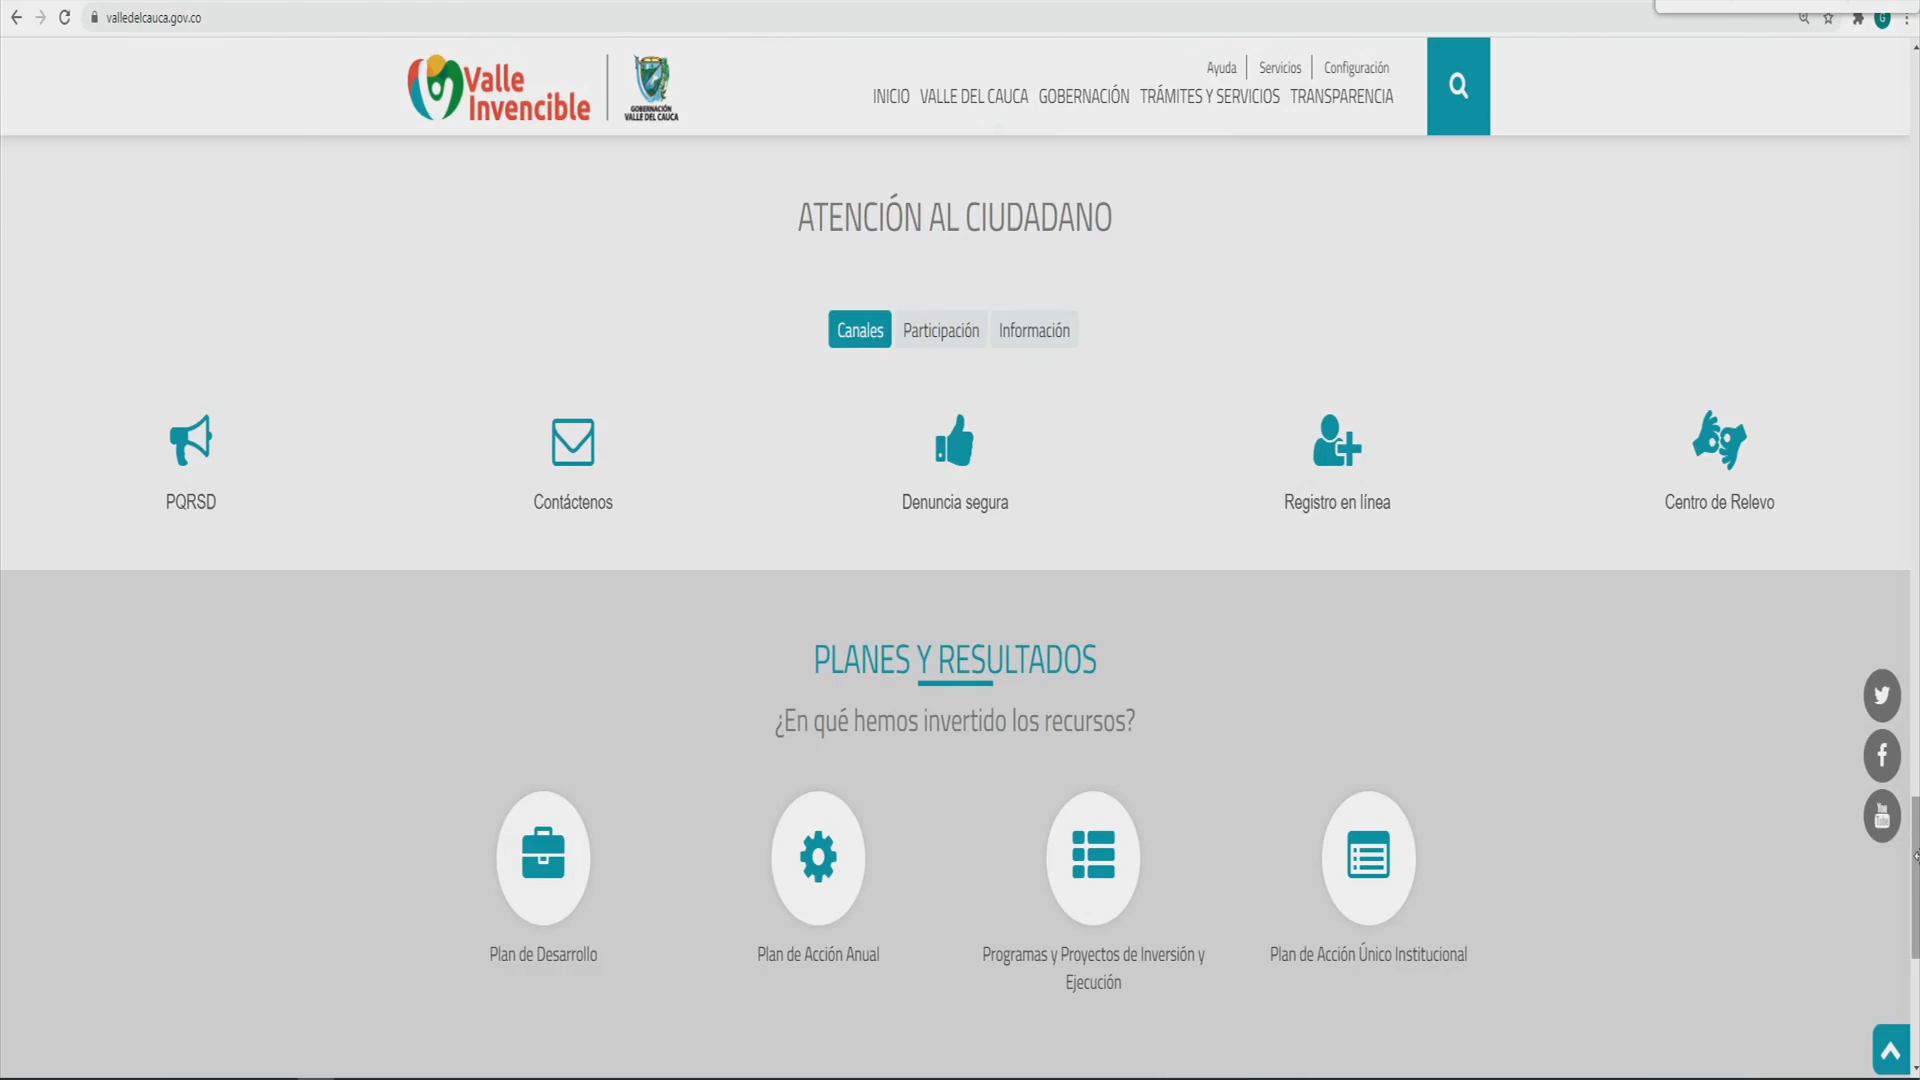 valledelcauca.gov.co
Valle
Invencible
GOBERNACIÓN
VALLE DEL CAUCA
Ayuda
Servicios
Configuración
INICIO VALLE DEL CAUCA GOBERNACIÓN TRÁMITES Y SERVICIOS TRANSPARENCIA
ATENCIÓN AL CIUDADANO
Canales Participación Información
PQRSD
Contáctenos
Denuncia segura
Registro en línea
Centro de Relevo
PLANES Y RESULTADOS
¿En qué hemos invertido los recursos?
Plan de Desarrollo
Plan de Acción Anual
Programas y Proyectos de Inversión y
Ejecución
Plan de Acción Único Institucional
You
Tube
G